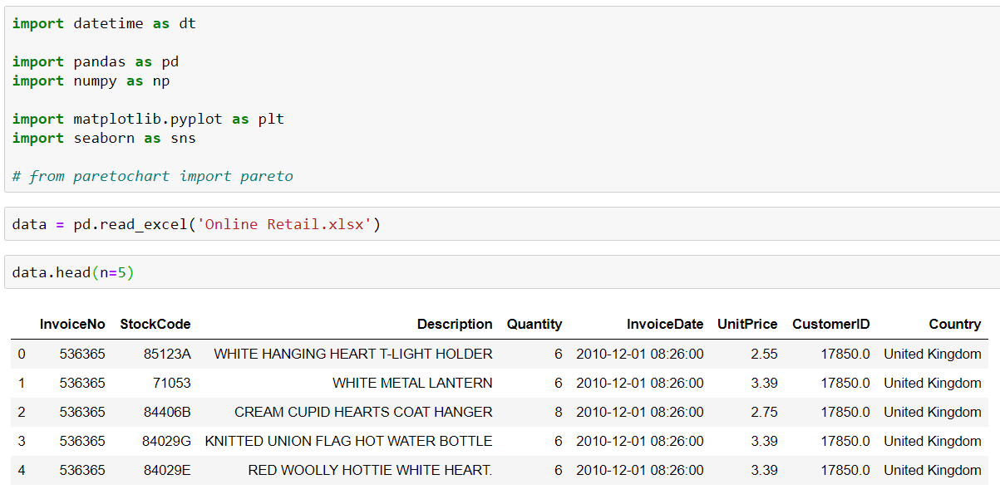 import datetime as dt
import pandas as pd
import numpy as np
import matplotlib.pyplot as plt
import seaborn as sns
# from paretochart import pareto
data = pd.read_excel('Online Retail.xlsx')
data.head(n=5)
InvoiceNo StockCode Description Quantity InvoiceDate UnitPrice CustomerID Country
0 536365 85123A WHITE HANGING HEART T-LIGHT HOLDER 6 2010-12-01 08:26:00 2.55 17850.0 United Kingdom
1 536365 71053 WHITE METAL LANTERN 6 2010-12-01 08:26:00 3.39 17850.0 United Kingdom
2 536365 84406B CREAM CUPID HEARTS COAT HANGER 8 2010-12-01 08:26:00 2.75 17850.0 United Kingdom
3 536365 84029G KNITTED UNION FLAG HOT WATER BOTTLE 6 2010-12-01 08:26:00 3.39 17850.0 United Kingdom
4 536365 84029E RED WOOLLY HOTTIE WHITE HEART. 6 2010-12-01 08:26:00 3.39 17850.0 United Kingdom